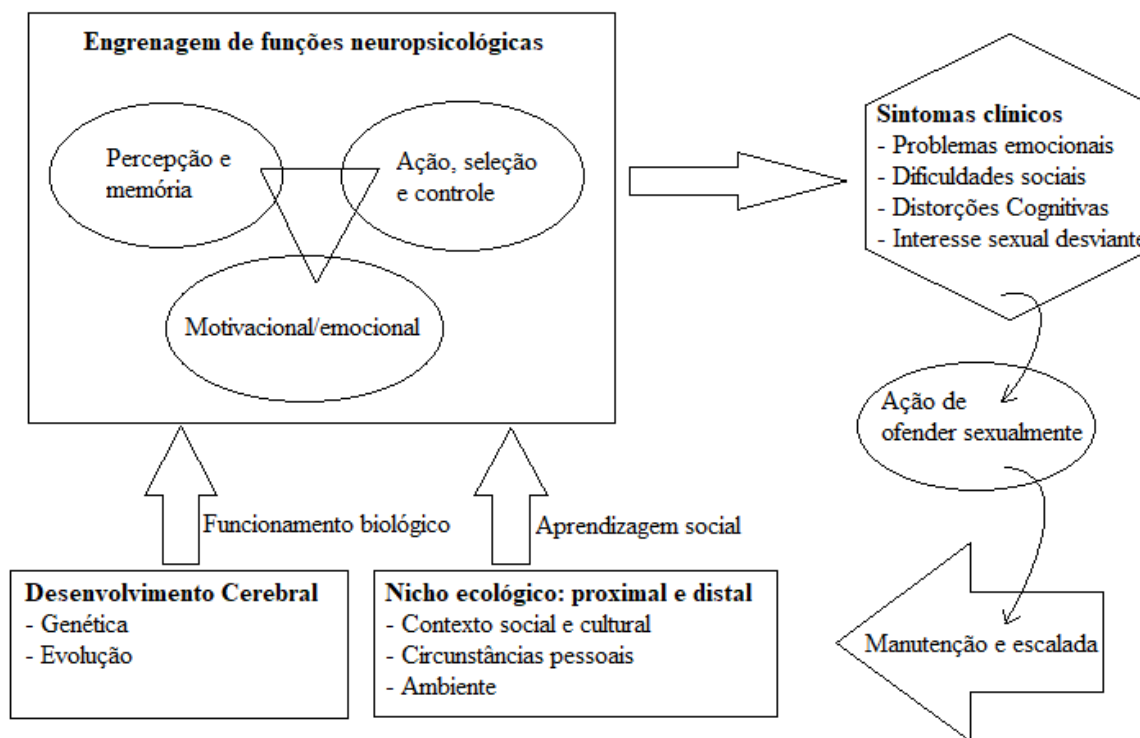 Engrenagem de funções neuropsicológicas
Percepção e
memória
Ação, seleção
e controle
Motivacional/emocional
Sintomas clínicos
- Problemas emocionais
- Dificuldades sociais
- Distorções Cognitivas
- Interesse sexual desviante
Ação de
ofender sexualmente
Funcionamento biológico
Aprendizagem social
Desenvolvimento Cerebral
- Genética
- Evolução
Nicho ecológico: proximal e distal
- Contexto social e cultural
- Circunstâncias pessoais
- Ambiente
Manutenção e escalada